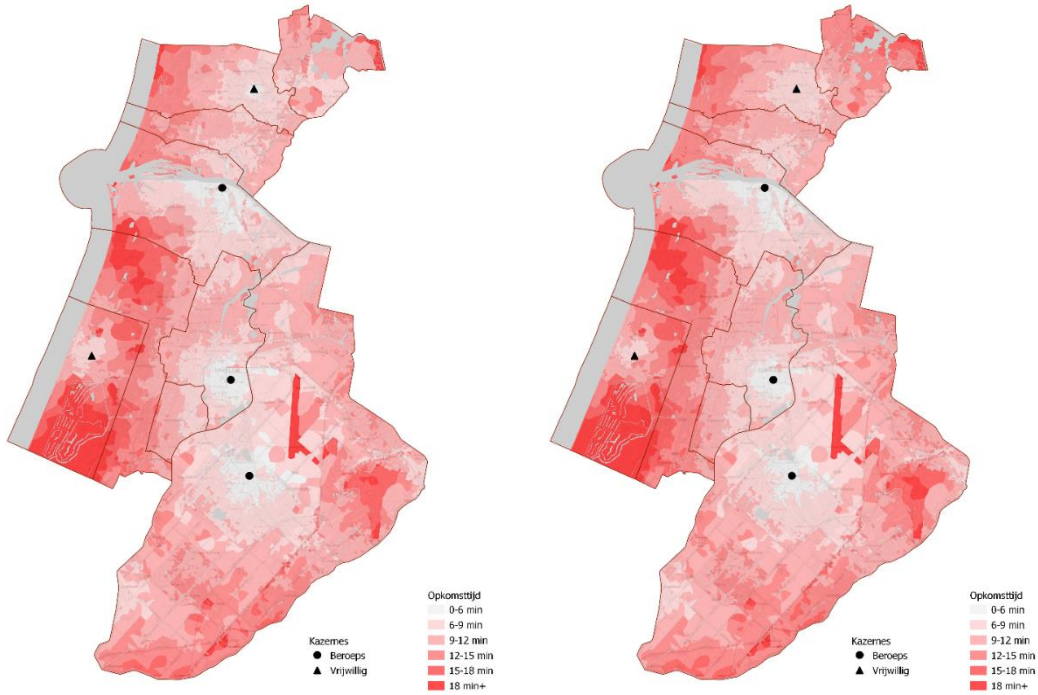 Opkomsttijd
0-6 min
6-9 min
9-12 min
12-15 min
15-18 min
18 min+
Kazernes
Beroeps
Vrijwillig
Opkomsttijd
0-6 min
6-9 min
9-12 min
12-15 min
15-18 min
18 min+
Kazernes
Beroeps
Vrijwillig